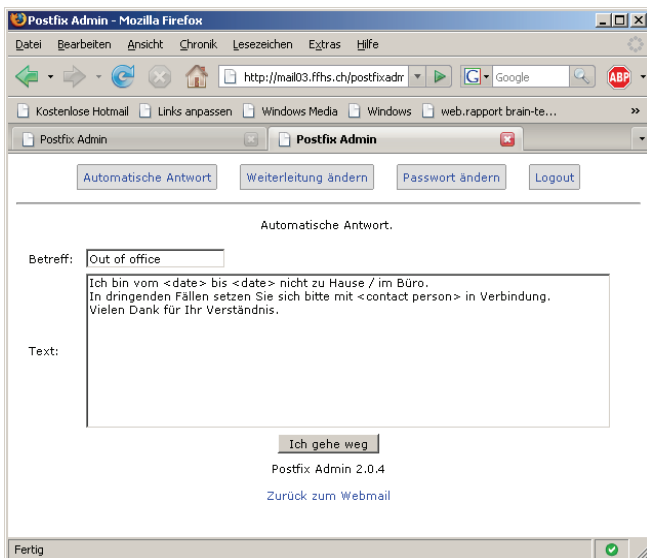 Postfix Admin - Mozilla Firefox
Datei Bearbeiten Ansicht Chronik Lesezeichen Extras Hilfe
http://mail03.ffhs.ch/postfixadm G Google ABP
Kostenlose Hotmail Links anpassen Windows Media Windows web.rapport brain-te... »
Postfix Admin Postfix Admin
Automatische Antwort Weiterleitung ändern Passwort ändern Logout
Automatische Antwort.
Betreff: Out of office
Ich bin vom <date> bis <date> nicht zu Hause / im Büro.
In dringenden Fällen setzen Sie sich bitte mit <contact person> in Verbindung.
Vielen Dank für Ihr Verständnis.
Text:
Ich gehe weg
Postfix Admin 2.0.4
Zurück zum Webmail
Fertig